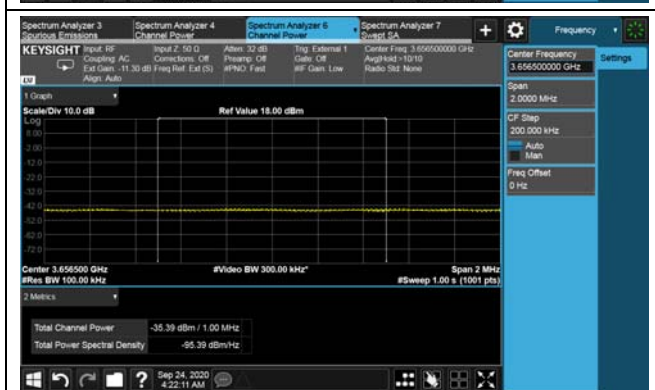 Spectrum Analyzer 3
Spurious Emissions
Spectrum Analyzer 4
Channel Power
Spectrum Analyzer 6
Channel Power
Spectrum Analyzer 7
Swept SA
+
Frequency
KEYSIGHT
Input: RF
Coupling: AC
Ext Gain: -11.30 dB
Align: Auto
LV
Input Z: 50 Ω
Corrections: Off
Freq Ref: Ext (S)
Atten: 32 dB
Preamp: Off
#PNO: Fast
Trig: External 1
Gate: Off
#IF Gain: Low
Center Freq: 3.656500000 GHz
Avg|Hold:>10/10
Radio Std: None
Center Frequency
3.656500000 GHz
Settings
Span
2.0000 MHz
CF Step
200.000 kHz
Auto
Man
Freq Offset
0 Hz
1 Graph
Scale/Div 10.0 dB
Ref Value 18.00 dBm
Log
8.00
-2.00
-12.0
-22.0
-32.0
-42.0
-52.0
-62.0
-72.0
Center 3.656500 GHz
#Video BW 300.00 kHz*
Span 2 MHz
#Res BW 100.00 kHz
#Sweep 1.00 s (1001 pts)
2 Metrics
Total Channel Power -35.39 dBm / 1.00 MHz
Total Power Spectral Density -95.39 dBm/Hz
?
Sep 24, 2020
4:22:11 AM